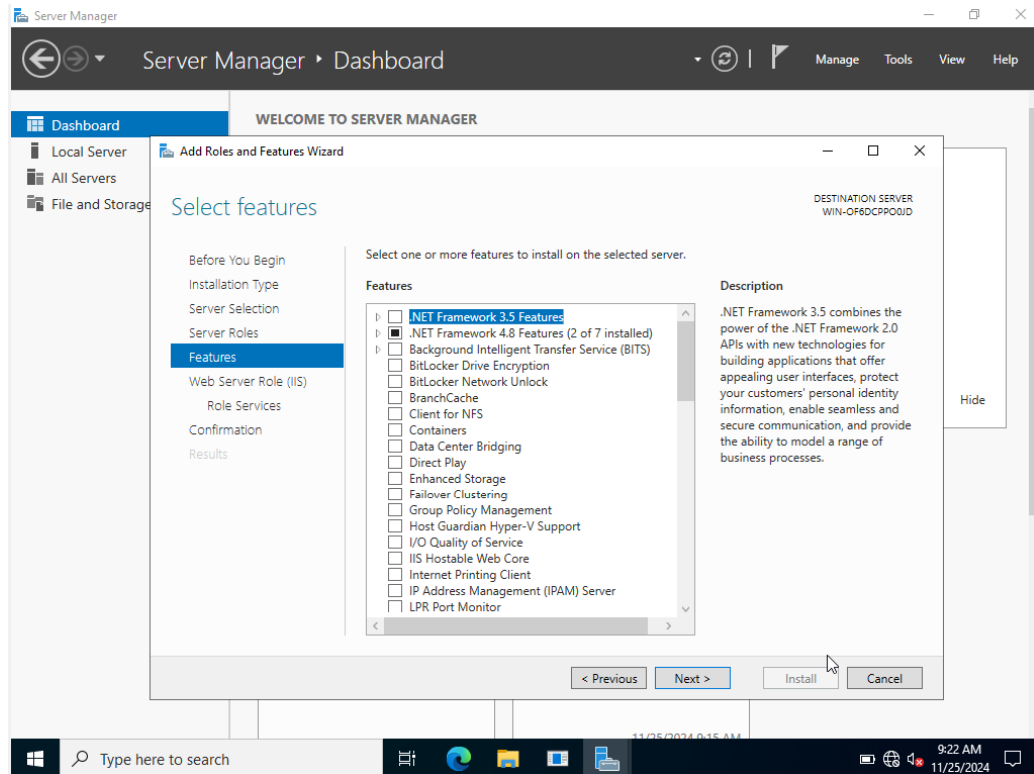 Server Manager
Server Manager • Dashboard
Manage Tools View Help
Dashboard
Local Server
All Servers
File and Storage
WELCOME TO SERVER MANAGER
Add Roles and Features Wizard
Select features
DESTINATION SERVER
WIN-OF6DCPPO0JD
Before You Begin
Installation Type
Server Selection
Server Roles
Features
Web Server Role (IIS)
Role Services
Confirmation
Results
Select one or more features to install on the selected server.
Features
.NET Framework 3.5 Features
.NET Framework 4.8 Features (2 of 7 installed)
Background Intelligent Transfer Service (BITS)
BitLocker Drive Encryption
BitLocker Network Unlock
BranchCache
Client for NFS
Containers
Data Center Bridging
Direct Play
Enhanced Storage
Failover Clustering
Group Policy Management
Host Guardian Hyper-V Support
I/O Quality of Service
IIS Hostable Web Core
Internet Printing Client
IP Address Management (IPAM) Server
LPR Port Monitor
Description
.NET Framework 3.5 combines the
power of the .NET Framework 2.0
APIs with new technologies for
building applications that offer
appealing user interfaces, protect
your customers' personal identity
information, enable seamless and
secure communication, and provide
the ability to model a range of
business processes.
Hide
< Previous
Next >
Install
Cancel
11/25/2024 9:15 AM
Type here to search
9:22 AM
11/25/2024